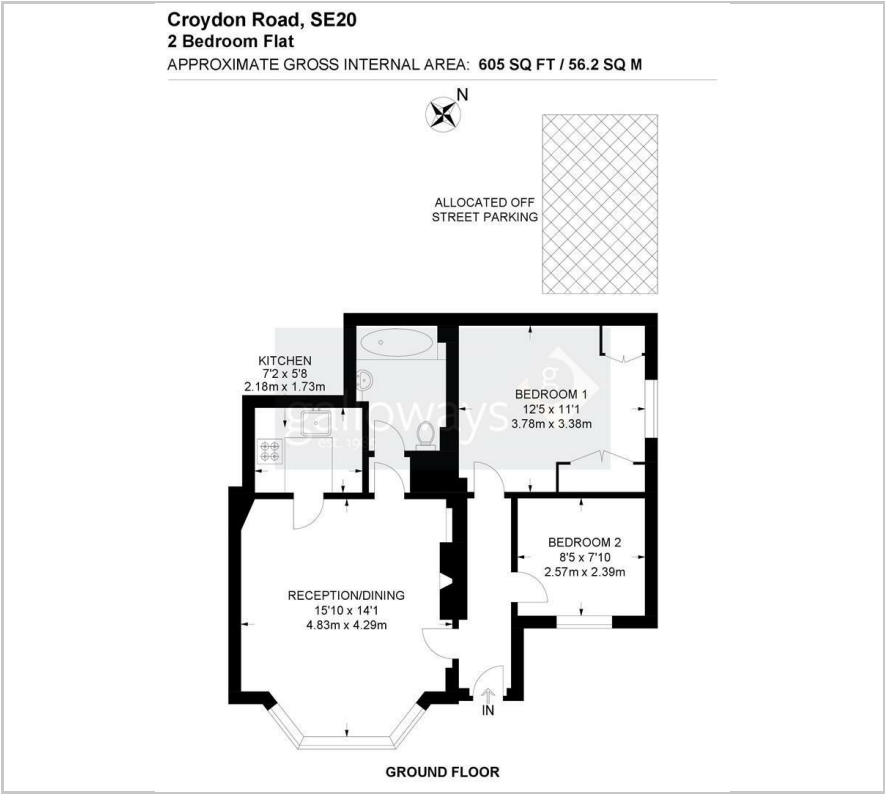 Croydon Road, SE20
2 Bedroom Flat
APPROXIMATE GROSS INTERNAL AREA: 605 SQ FT / 56.2 SQ M
N
ALLOCATED OFF
STREET PARKING
KITCHEN
7'2 x 5'8
2.18m x 1.73m
g
BEDROOM 1
12'5 x 11'1
3.78m x 3.38m
galloways
est. 
BEDROOM 2
8'5 x 7'10
2.57m x 2.39m
RECEPTION/DINING
15'10 x 14'1
4.83m x 4.29m
IN
GROUND FLOOR